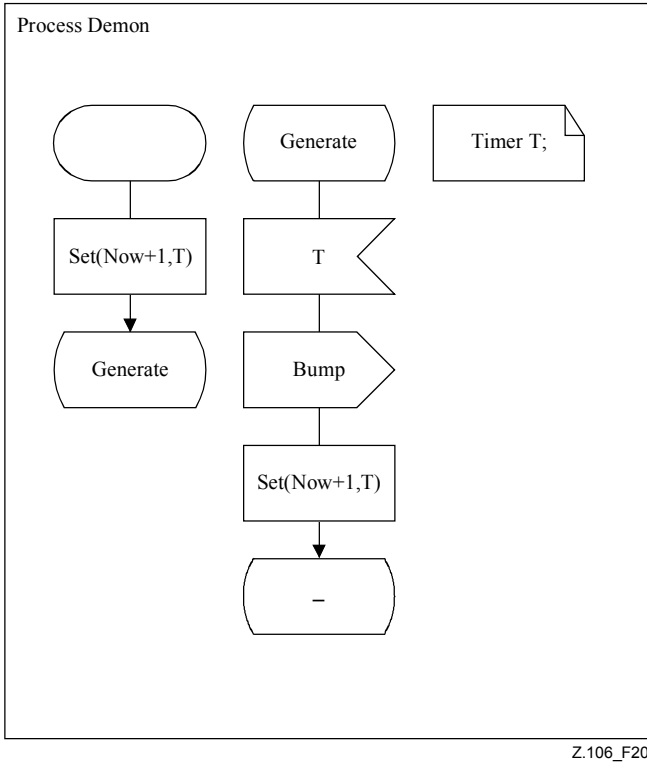 Process Demon
Generate
Timer T;
Set(Now+1,T)
T
Generate
Bump
Set(Now+1,T)
–
Z.106_F20